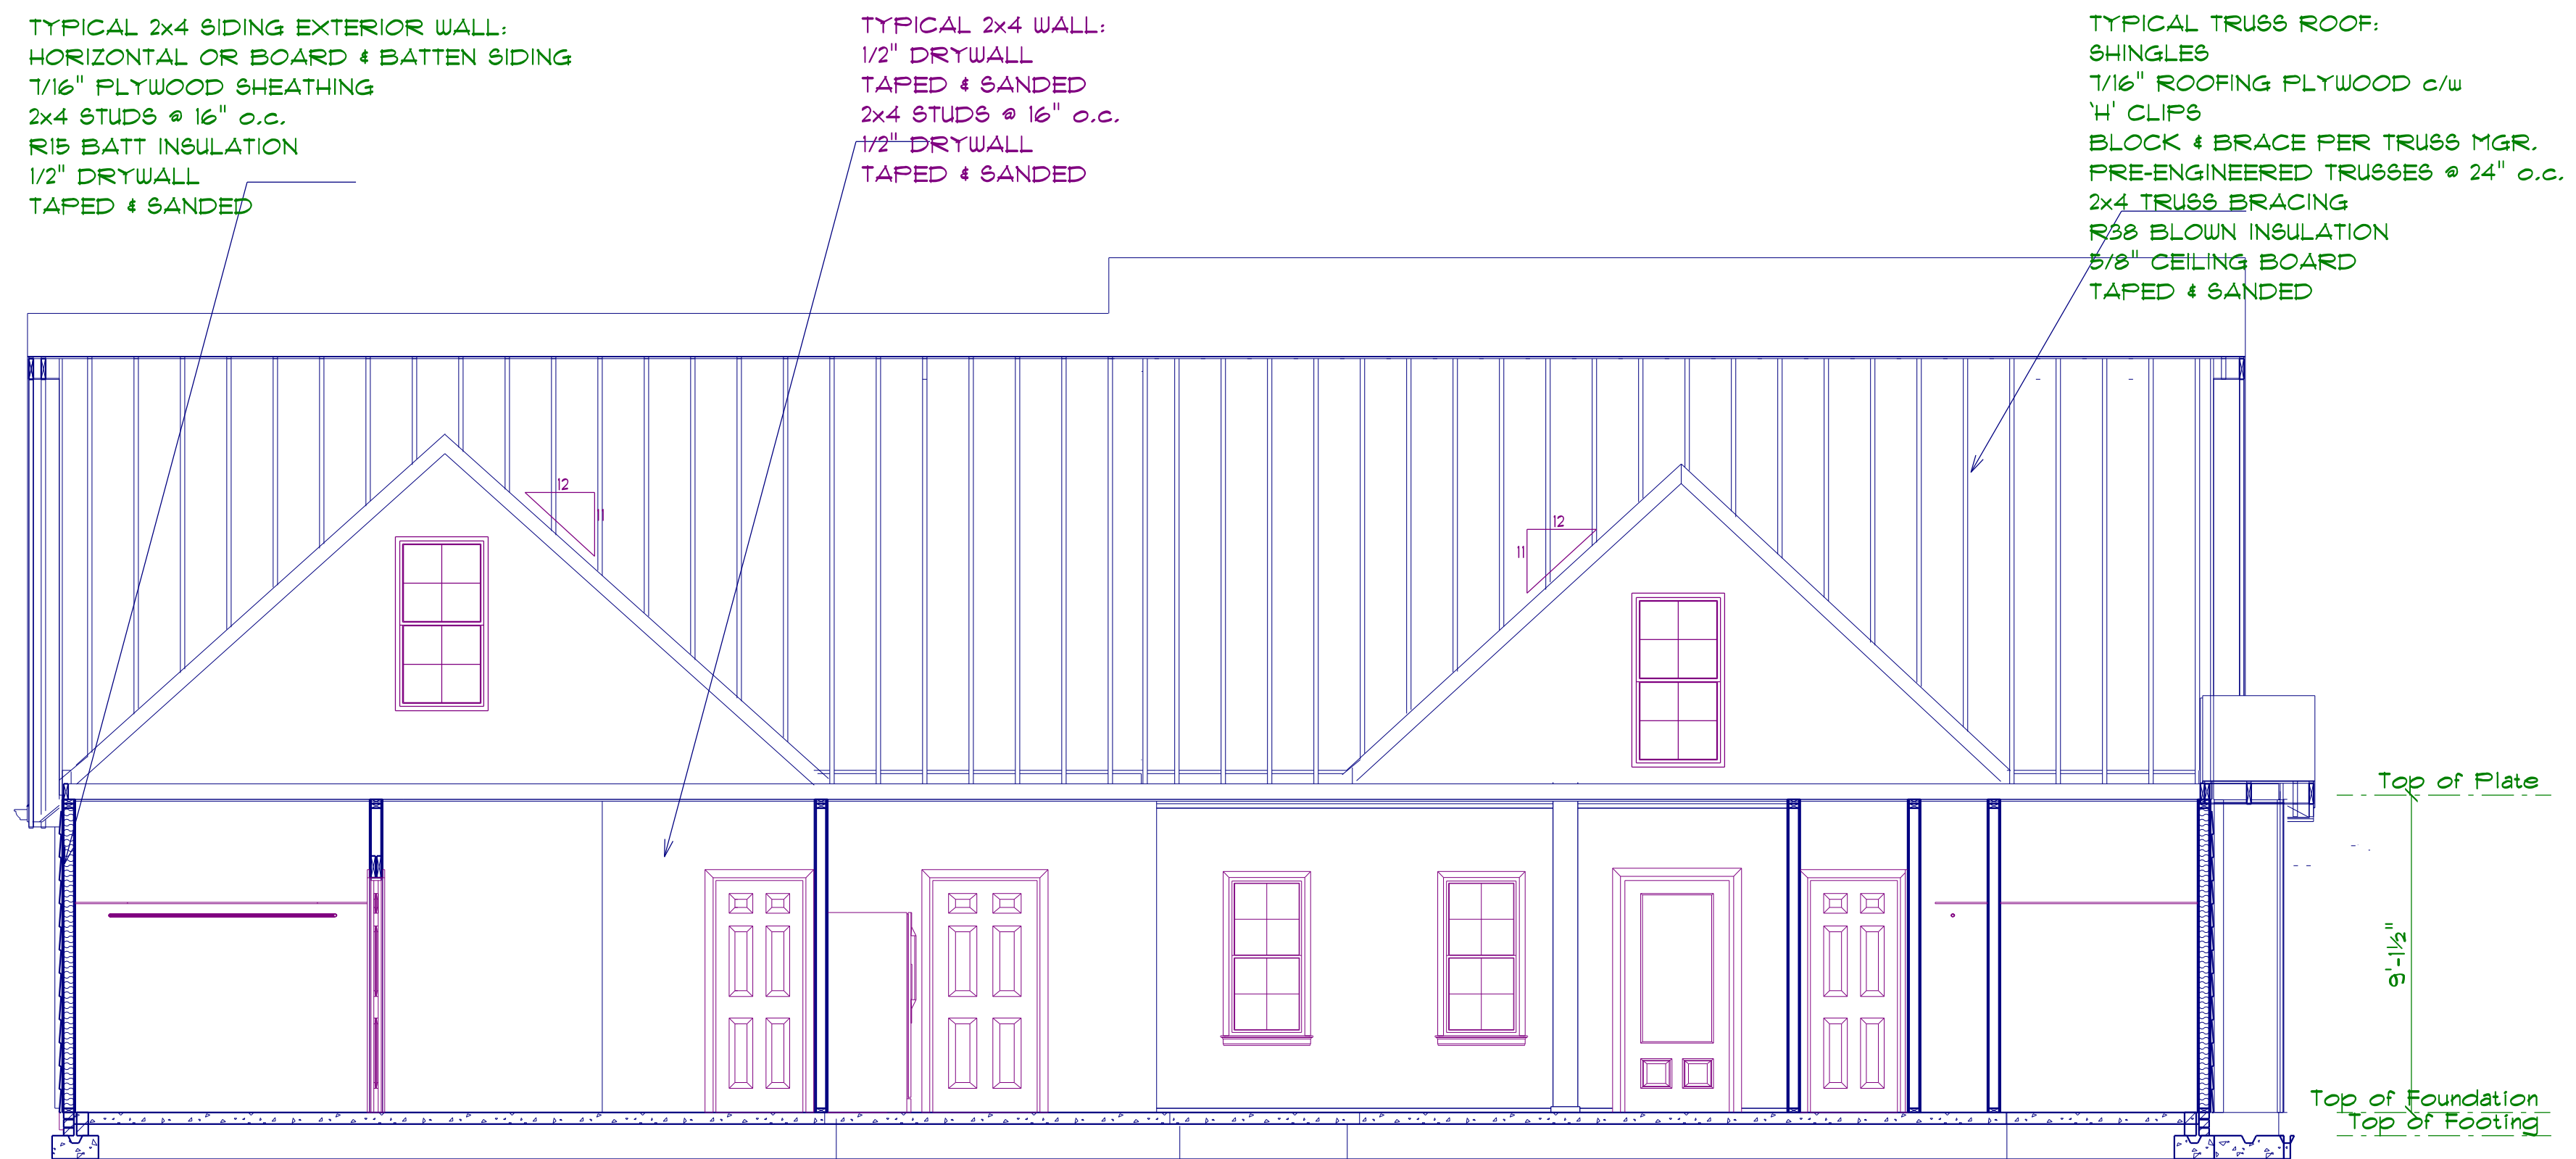 TYPICAL 2x4 SIDING EXTERIOR WALL:
HORIZONTAL OR BOARD & BATTEN SIDING
7/16" PLYWOOD SHEATHING
2x4 STUDS @ 16" o.c.
R15 BATT INSULATION
1/2" DRYWALL
TAPED & SANDED
TYPICAL 2x4 WALL:
1/2" DRYWALL
TAPED & SANDED
2x4 STUDS @ 16" o.c.
1/2" DRYWALL
TAPED & SANDED
TYPICAL TRUSS ROOF:
SHINGLES
7/16" ROOFING PLYWOOD c/w
'H' CLIPS
BLOCK & BRACE PER TRUSS MGR.
PRE-ENGINEERED TRUSSES @ 24" o.c.
2x4 TRUSS BRACING
R38 BLOWN INSULATION
5/8" CEILING BOARD
TAPED & SANDED
12
11
12
11
Top of Plate
9'-1½"
Top of Foundation
Top of Footing